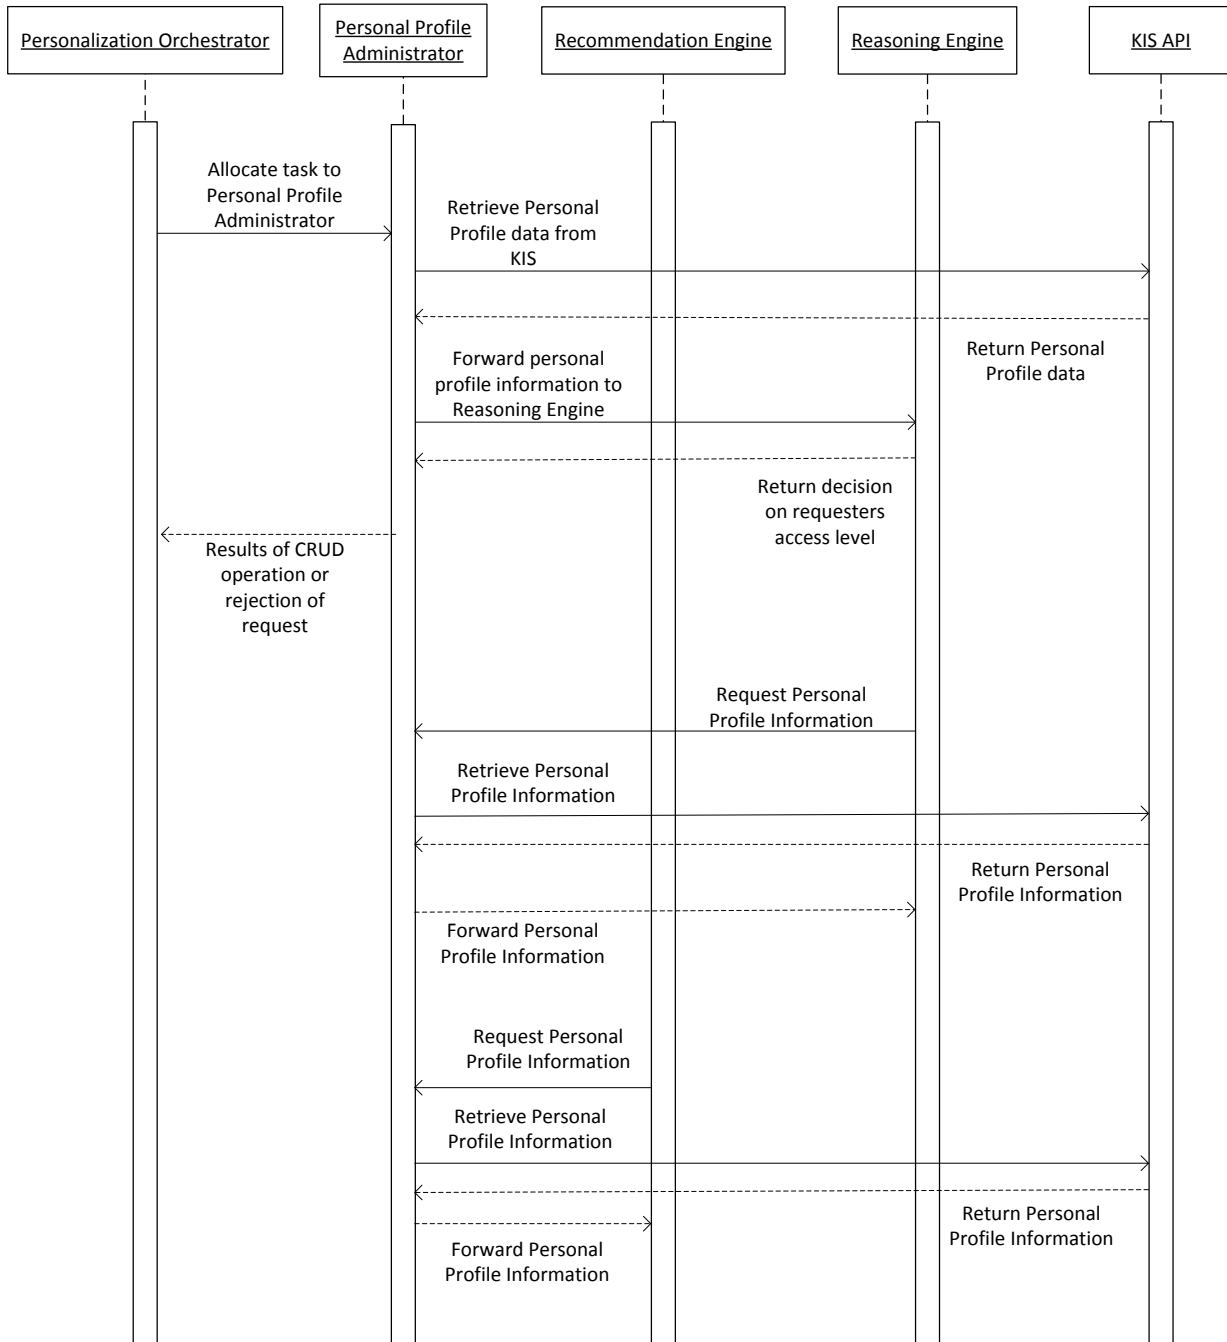 Personalization Orchestrator
Personal Profile
Administrator
Recommendation Engine
Reasoning Engine
KIS API
Allocate task to
Personal Profile
Administrator
Retrieve Personal
Profile data from
KIS
Return Personal
Profile data
Forward personal
profile information to
Reasoning Engine
Return decision
on requesters
access level
Results of CRUD
operation or
rejection of
request
Request Personal
Profile Information
Retrieve Personal
Profile Information
Return Personal
Profile Information
Forward Personal
Profile Information
Request Personal
Profile Information
Retrieve Personal
Profile Information
Return Personal
Profile Information
Forward Personal
Profile Information